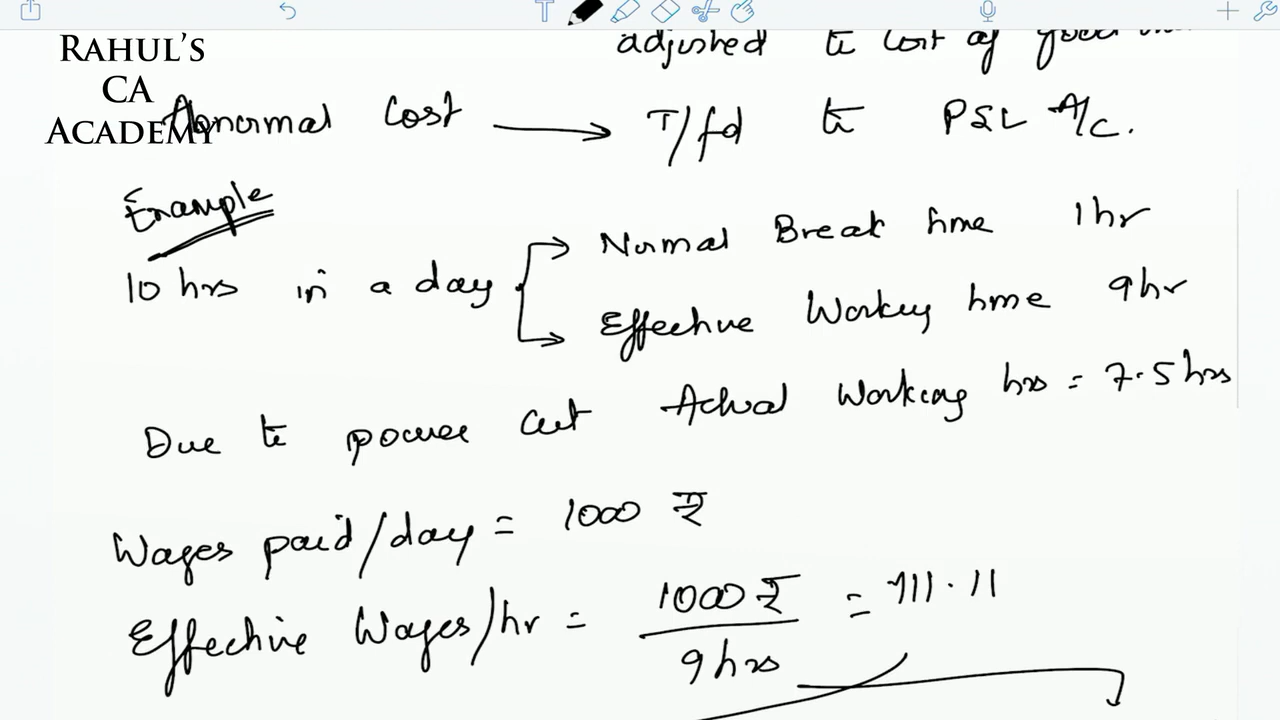 RAHUL'S
CA
ACADEMY
adjusted to Cost of
Abnormal Cost → T/fd to P&L A/C.
Example
10 hrs in a day
Normal Break time 1hr
Effective Working time 9hr
Due to power cut Actual Working hrs = 7.5 hrs
Wages paid/day = 1000 ₹
Effective Wages/hr = 1000 ₹ / 9 hrs = 111.11